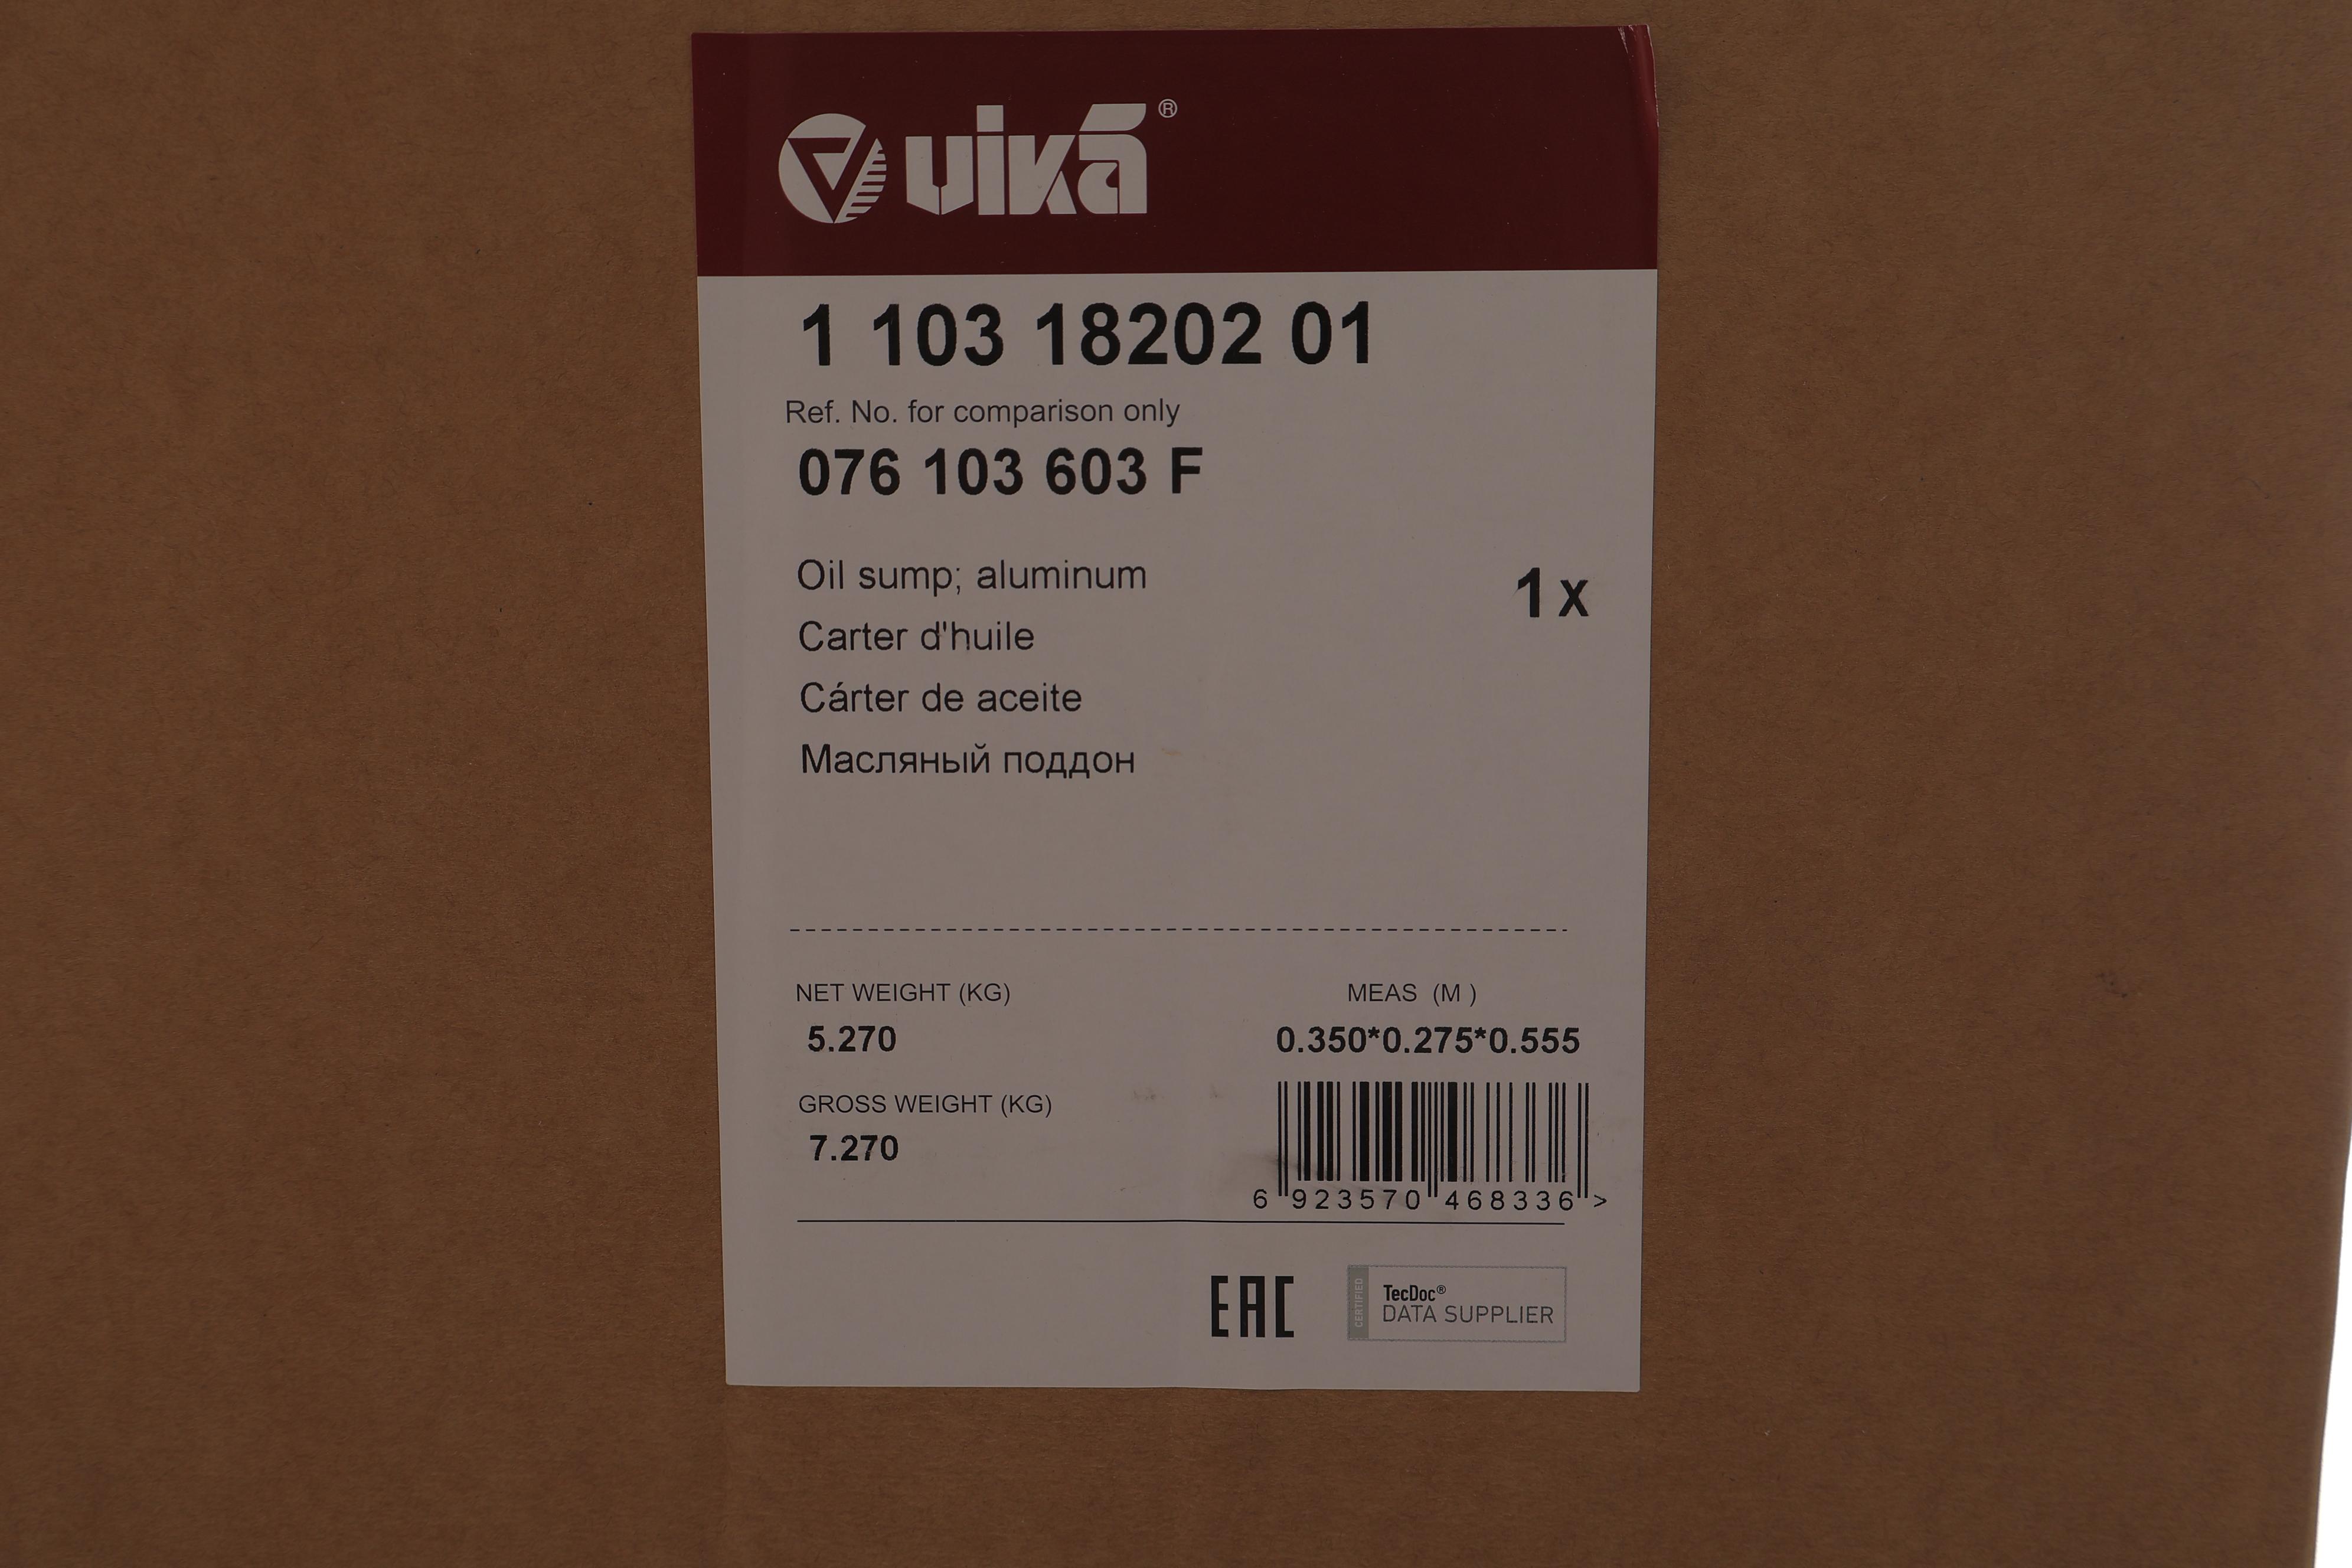 vika®
1 103 18202 01
Ref. No. for comparison only
076 103 603 F
Oil sump; aluminum
1 x
Carter d'huile
Cárter de aceite
Масляный поддон
NET WEIGHT (KG)
MEAS (M )
5.270
0.350*0.275*0.555
GROSS WEIGHT (KG)
7.270
6 923570 468336 >
EAC
CERTIFIED
TecDoc®
DATA SUPPLIER